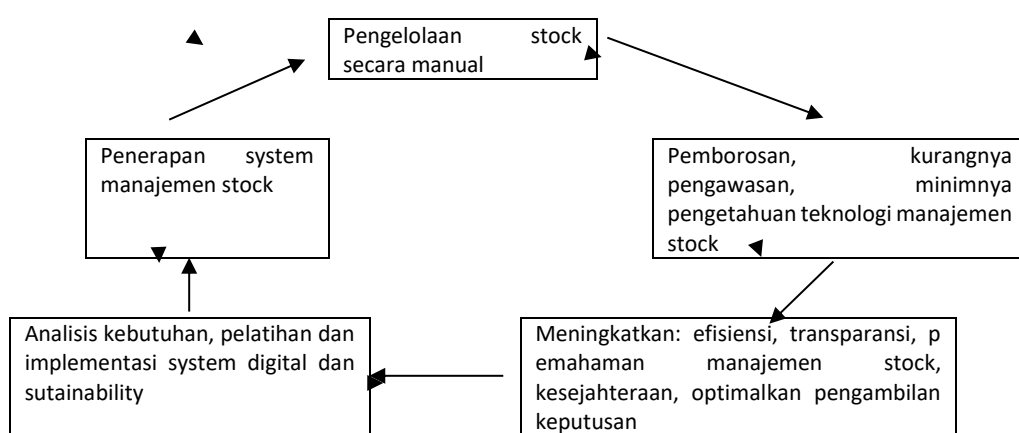 Pengelolaan stock
secara manual
Penerapan system
manajemen stock
Pemborosan, kurangnya
pengawasan, minimnya
pengetahuan teknologi manajemen
stock
Analisis kebutuhan, pelatihan dan
implementasi system digital dan
sutainability
Meningkatkan: efisiensi, transparansi, p
emahaman manajemen stock,
kesejahteraan, optimalkan pengambilan
keputusan